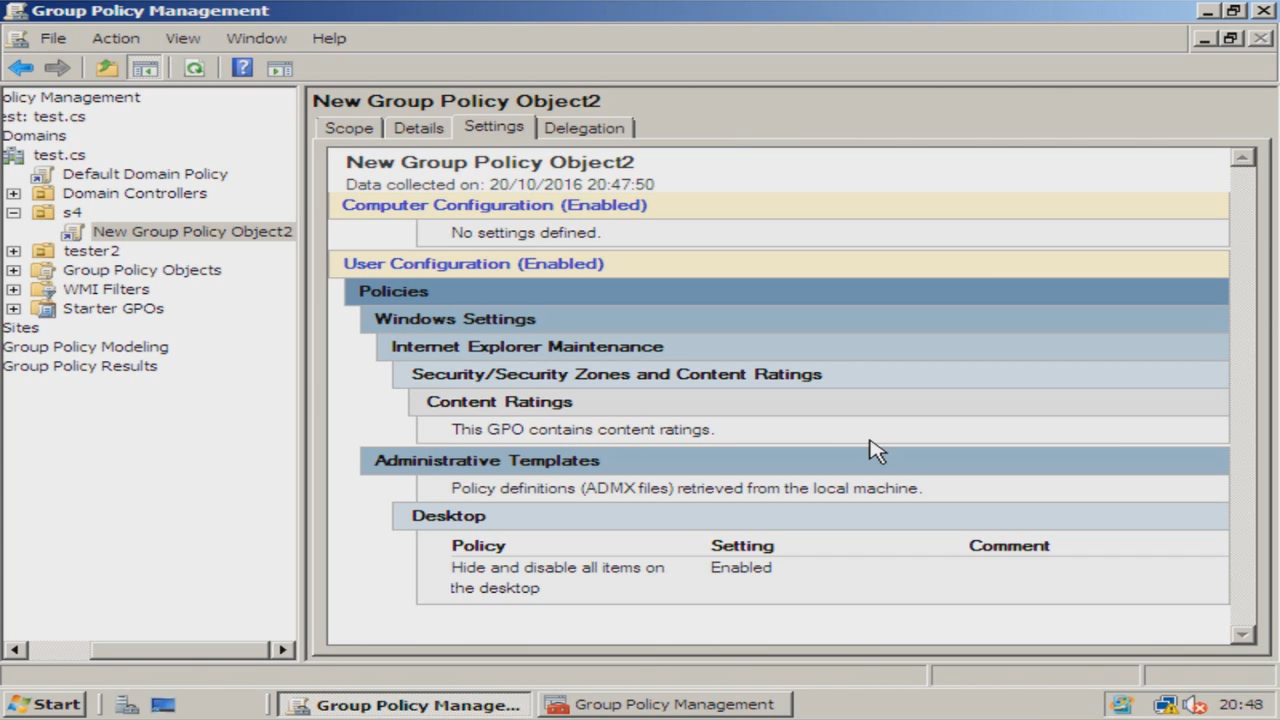 Group Policy Management
File Action View Window Help
olicy Management
est: test.cs
Domains
test.cs
Default Domain Policy
Domain Controllers
s4
New Group Policy Object2
tester2
Group Policy Objects
WMI Filters
Starter GPOs
Sites
Group Policy Modeling
Group Policy Results
New Group Policy Object2
Scope Details Settings Delegation
New Group Policy Object2
Data collected on: 20/10/2016 20:47:50
Computer Configuration (Enabled)
No settings defined.
User Configuration (Enabled)
Policies
Windows Settings
Internet Explorer Maintenance
Security/Security Zones and Content Ratings
Content Ratings
This GPO contains content ratings.
Administrative Templates
Policy definitions (ADMX files) retrieved from the local machine.
Desktop
Policy Setting Comment
Hide and disable all items on Enabled
the desktop
Start Group Policy Manage... Group Policy Management 20:48